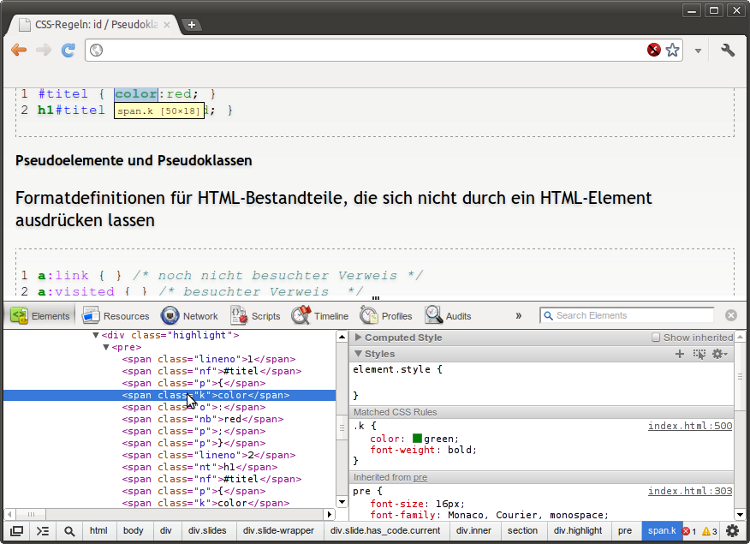 CSS-Regeln: id / Pseudokla
1 #titel { color:red; }
2 h1#titel
d; }
span.k [50×18]
Pseudoelemente und Pseudoklassen
Formatdefinitionen für HTML-Bestandteile, die sich nicht durch ein HTML-Element
ausdrücken lassen
1 a:link { } /* noch nicht besuchter Verweis */
2 a:visited { } /* besuchter Verweis */
Elements Resources Network Scripts Timeline Profiles Audits » Search Elements
<div class="highlight">
<pre>
<span class="lineno">1</span>
<span class="nf">#titel</span>
<span class="p">{</span>
<span class="k">color</span>
<span class="o">:</span>
<span class="nb">red</span>
<span class="p">;</span>
<span class="p">}</span>
<span class="lineno">2</span>
<span class="nt">h1</span>
<span class="nf">#titel</span>
<span class="p">{</span>
<span class="k">color</span>
Computed Style Show inherited
Styles
element.style {
}
Matched CSS Rules
.k { index.html:500
color: green;
font-weight: bold;
}
Inherited from pre
pre { index.html:303
font-size: 16px;
font-family: Monaco, Courier, monospace;
html body div div.slides div.slide-wrapper div.slide.has_code.current div.inner section div.highlight pre span.k 1 3